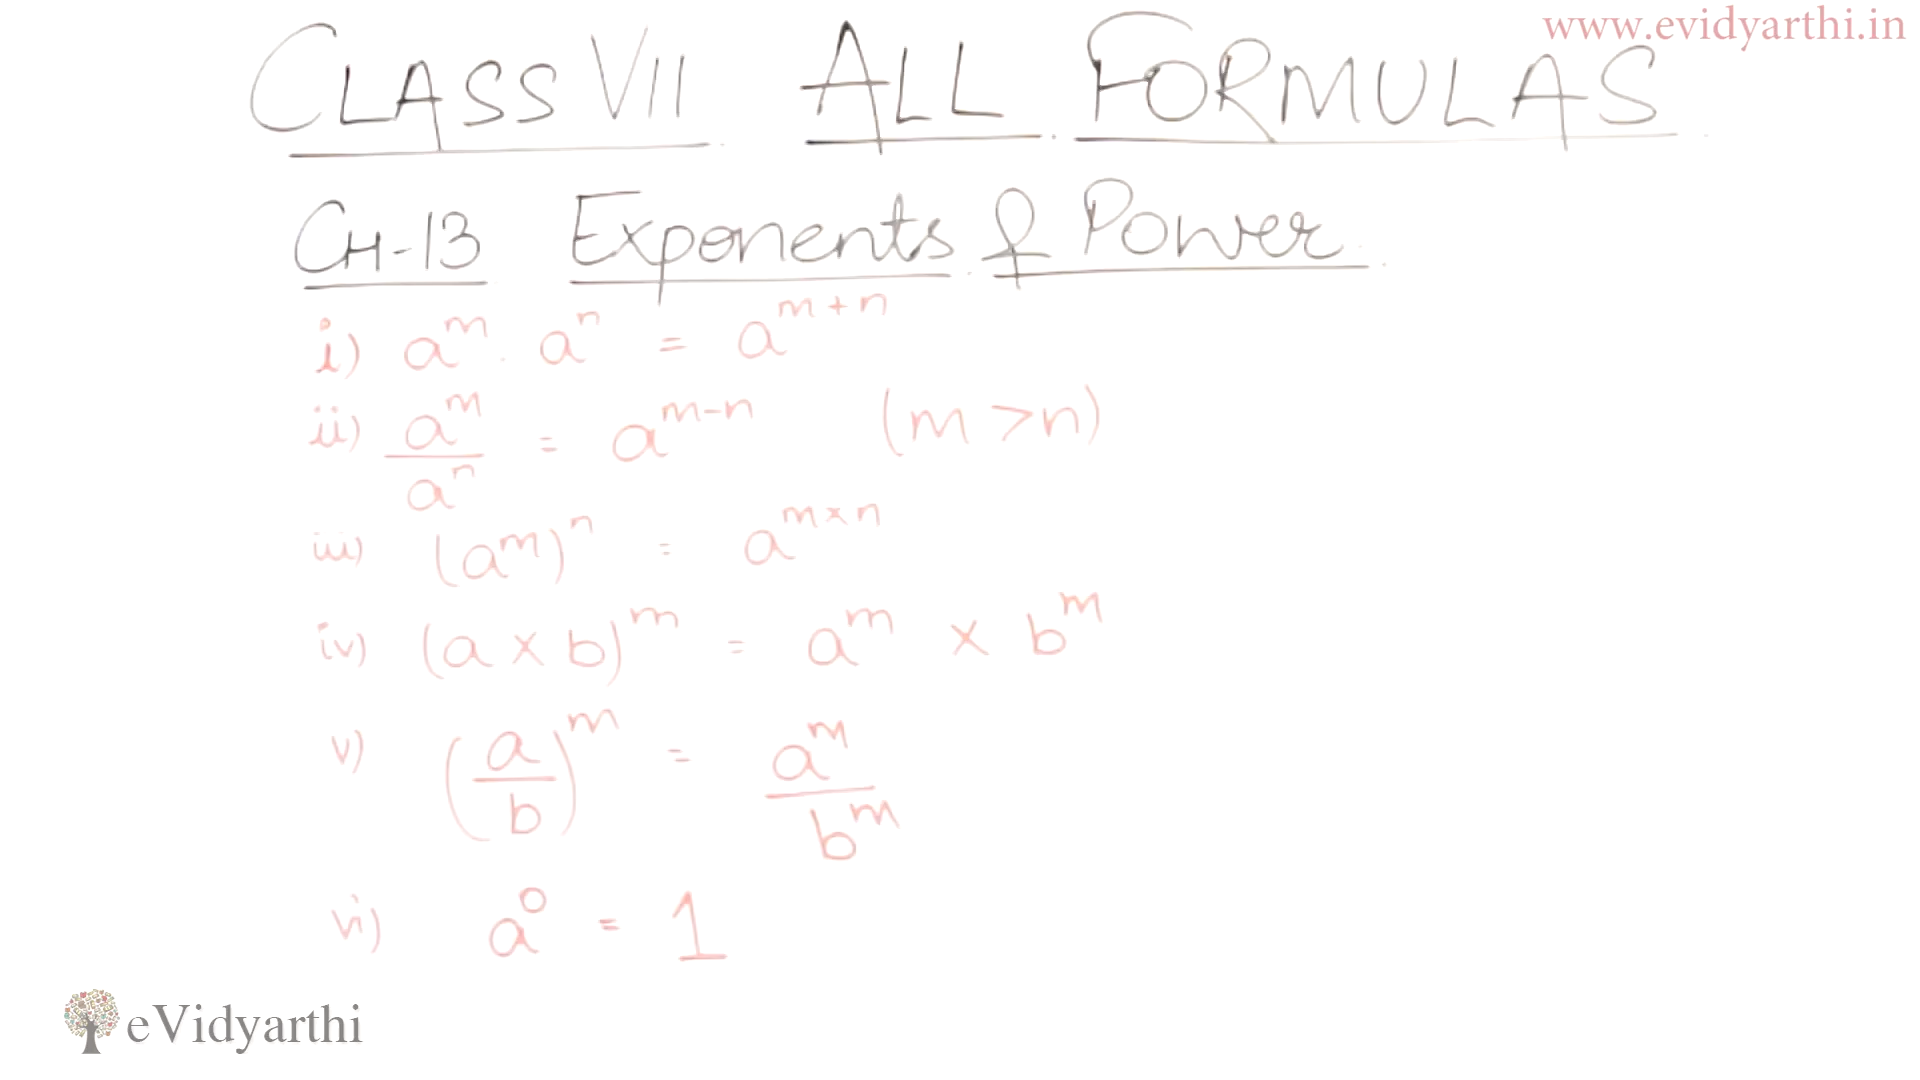 www.evidyarthi.in
CLASS VII ALL FORMULAS
CH-13 Exponents & Power
i) a^m . a^n = a^(m+n)
ii) a^m / a^n = a^(m-n) (m > n)
iii) (a^m)^n = a^(m×n)
iv) (a × b)^m = a^m × b^m
v) (a/b)^m = a^m / b^m
vi) a^0 = 1
eVidyarthi